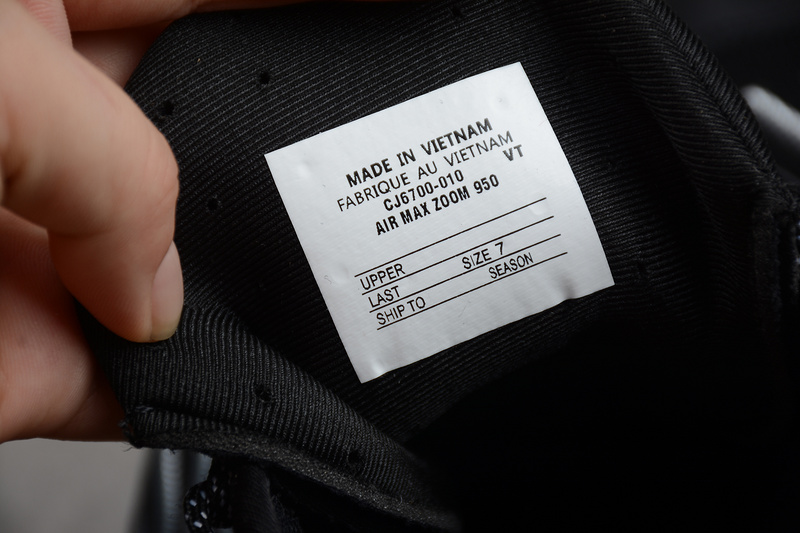 MADE IN VIETNAM
FABRIQUE AU VIETNAM
CJ6700-010 VT
AIR MAX ZOOM 950
UPPER SIZE 7
LAST SEASON
SHIP TO